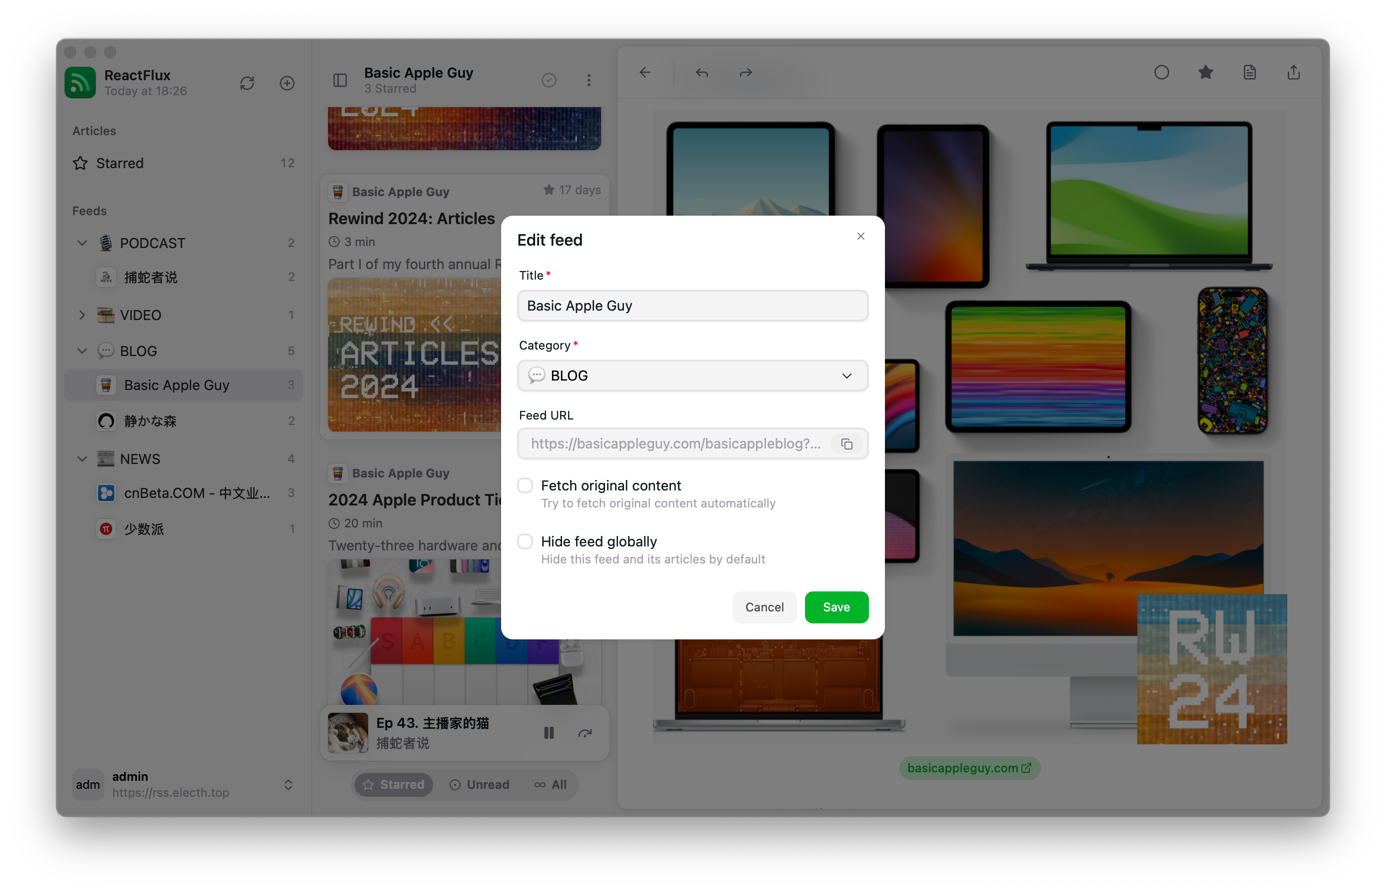 ReactFlux
Today at 18:26
Articles
Starred
12
Feeds
PODCAST
2
捕蛇者说
2
VIDEO
1
BLOG
5
Basic Apple Guy
3
静かな森
2
NEWS
4
cnBeta.COM - 中文业...
3
少数派
1
adm
admin
https://rss.electh.top
Basic Apple Guy
3 Starred
2024
Basic Apple Guy
17 days
Rewind 2024: Articles
3 min
Part I of my fourth annual R
REWIND <<_
ARTICLES
2024
Basic Apple Guy
2024 Apple Product Tie
20 min
Twenty-three hardware and
S A B C D F
Ep 43. 主播家的猫
捕蛇者说
Starred
Unread
All
Edit feed
Title*
Basic Apple Guy
Category*
BLOG
Feed URL
https://basicappleguy.com/basicappleblog?...
Fetch original content
Try to fetch original content automatically
Hide feed globally
Hide this feed and its articles by default
Cancel
Save
RW
24
basicappleguy.com